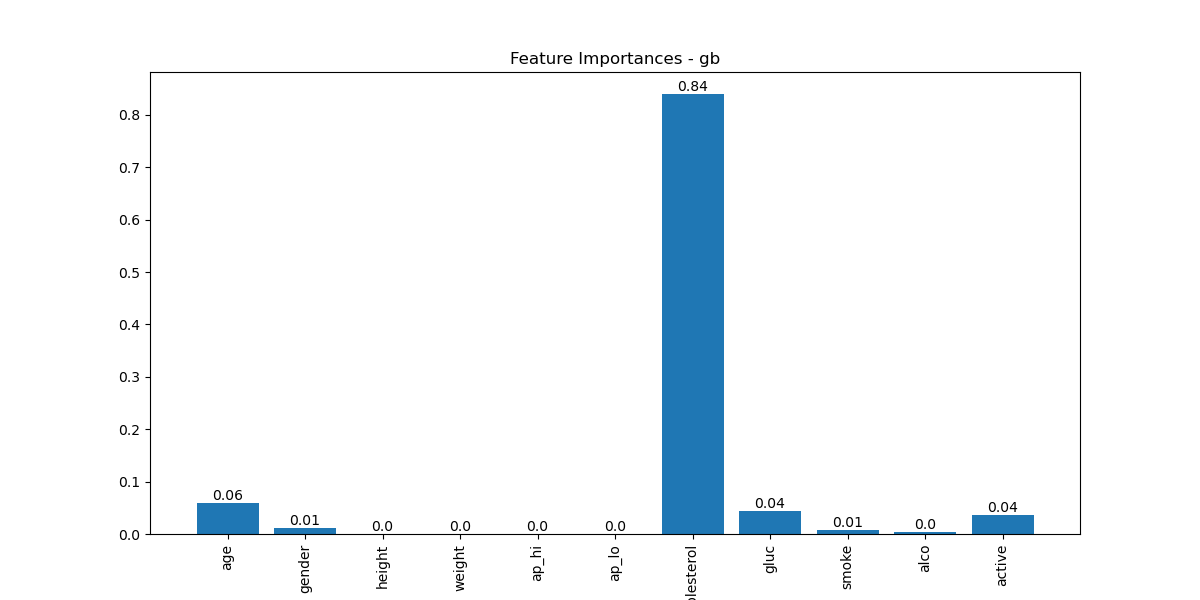 Feature Importances - gb
0.8
0.7
0.6
0.5
0.4
0.3
0.2
0.1
0.0
0.06
0.01
0.0
0.0
0.0
0.0
0.84
0.04
0.01
0.0
0.04
age
gender
height
weight
ap_hi
ap_lo
olesterol
gluc
smoke
alco
active